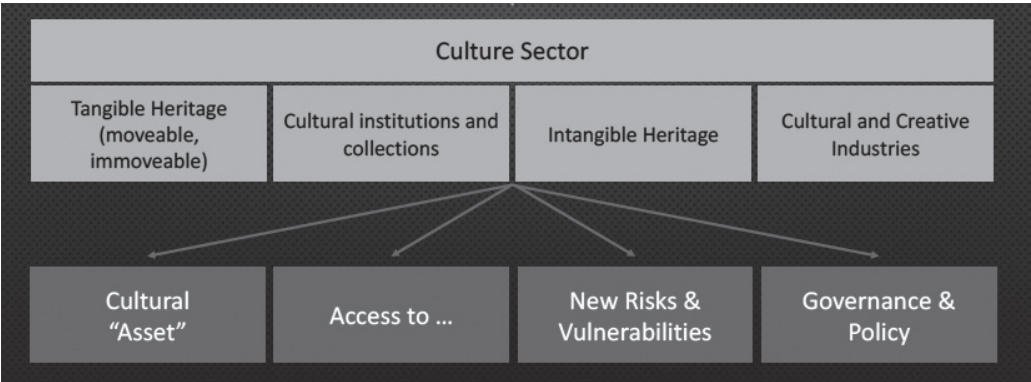 Culture Sector
Tangible Heritage
(moveable,
immoveable)
Cultural institutions and
collections
Intangible Heritage
Cultural and Creative
Industries
Cultural
“Asset”
Access to ...
New Risks &
Vulnerabilities
Governance &
Policy